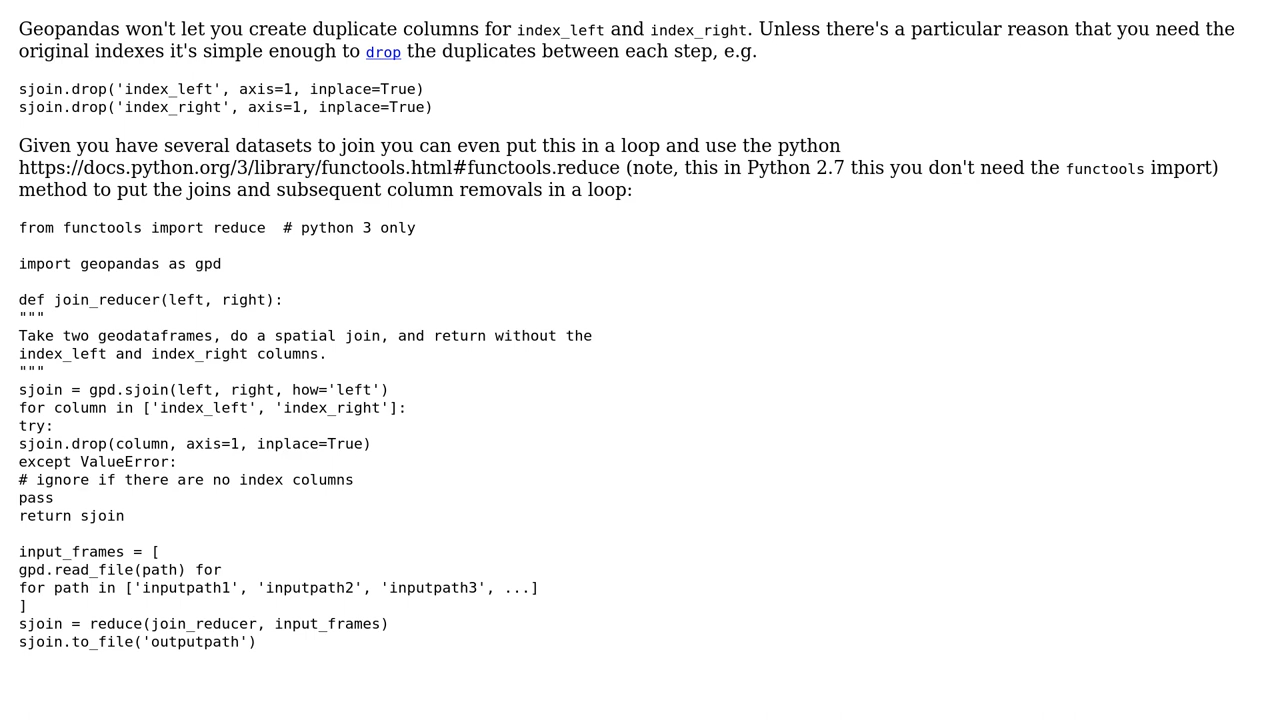 Geopandas won't let you create duplicate columns for index_left and index_right. Unless there's a particular reason that you need the
original indexes it's simple enough to drop the duplicates between each step, e.g.
sjoin.drop('index_left', axis=1, inplace=True)
sjoin.drop('index_right', axis=1, inplace=True)
Given you have several datasets to join you can even put this in a loop and use the python
https://docs.python.org/3/library/functools.html#functools.reduce (note, this in Python 2.7 this you don't need the functools import)
method to put the joins and subsequent column removals in a loop:
from functools import reduce  # python 3 only
import geopandas as gpd
def join_reducer(left, right):
"""
Take two geodataframes, do a spatial join, and return without the
index_left and index_right columns.
"""
sjoin = gpd.sjoin(left, right, how='left')
for column in ['index_left', 'index_right']:
try:
sjoin.drop(column, axis=1, inplace=True)
except ValueError:
# ignore if there are no index columns
pass
return sjoin
input_frames = [
gpd.read_file(path) for
for path in ['inputpath1', 'inputpath2', 'inputpath3', ...]
]
sjoin = reduce(join_reducer, input_frames)
sjoin.to_file('outputpath')